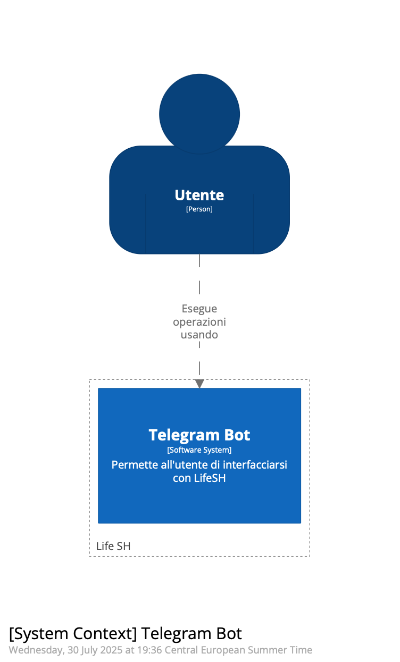 Utente
[Person]
Esegue
operazioni
usando
Telegram Bot
[Software System]
Permette all'utente di interfacciarsi
con LifeSH
Life SH
[System Context] Telegram Bot
Wednesday, 30 July 2025 at 19:36 Central European Summer Time